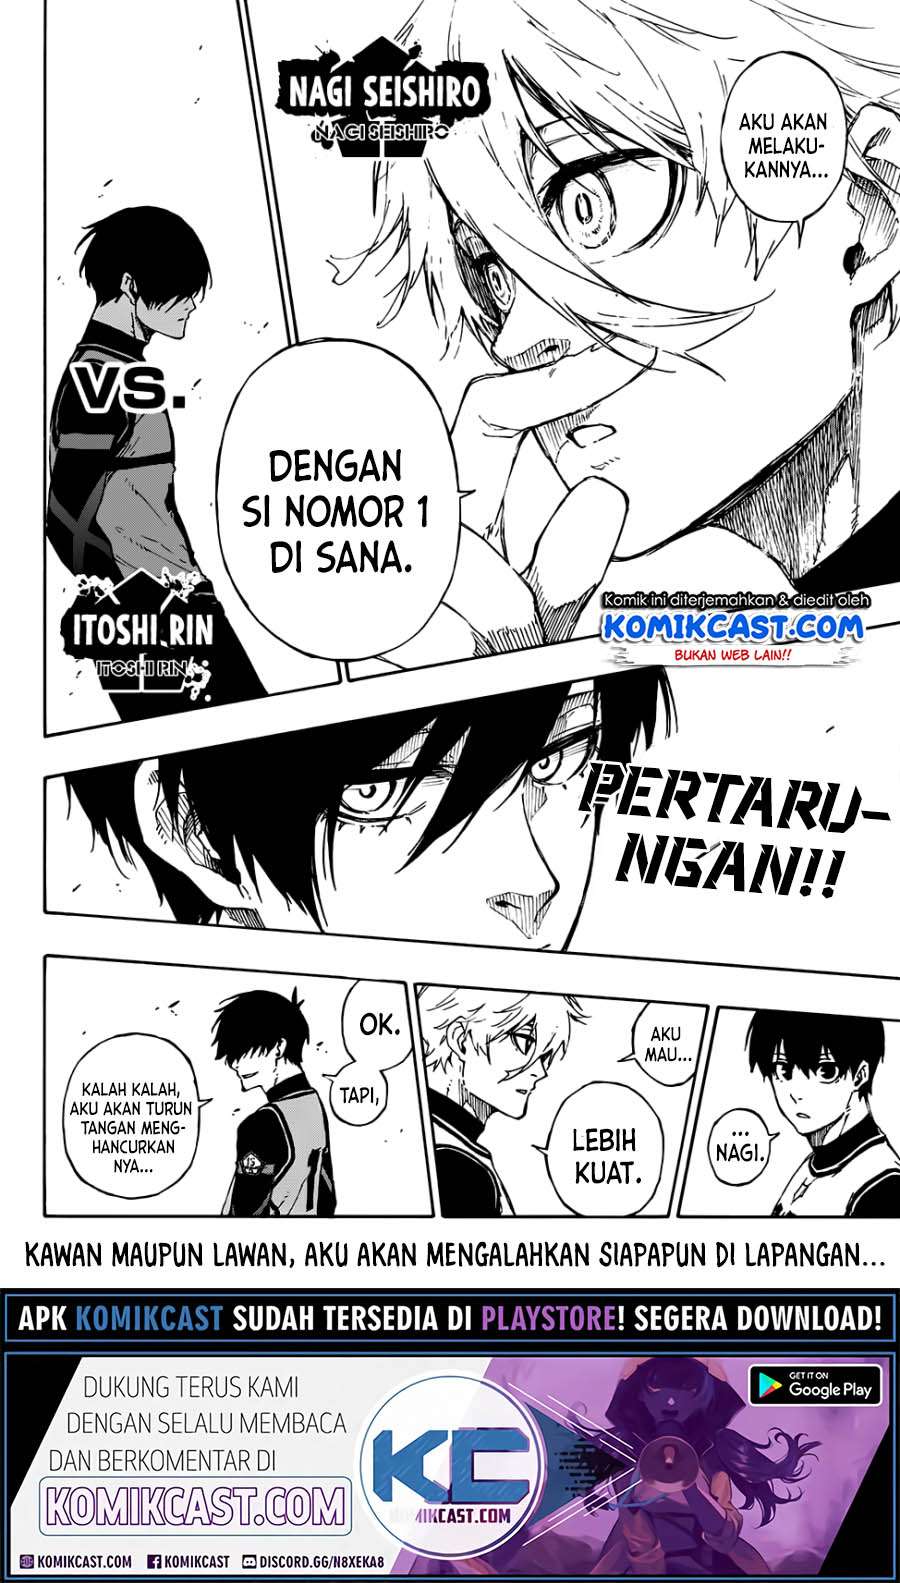 NAGI SEISHIRO
NAGI SEISHIRO
AKU AKAN
MELAKU-
KANNYA...
VS.
DENGAN
SI NOMOR 1
DI SANA.
ITOSHI RIN
ITOSHI RIN
Komik ini diterjemahkan & diedit oleh
KOMIKCAST.COM
BUKAN WEB LAIN!!
PERTARU-
NGAN!!
...
NAGI.
AKU
MAU...
LEBIH
KUAT.
OK.
TAPI,
KALAH KALAH,
AKU AKAN TURUN
TANGAN MENG-
HANCURKAN
NYA...
15
KAWAN MAUPUN LAWAN, AKU AKAN MENGALAHKAN SIAPAPUN DI LAPANGAN...
APK KOMIKCAST SUDAH TERSEDIA DI PLAYSTORE! SEGERA DOWNLOAD!
DUKUNG TERUS KAMI
DENGAN SELALU MEMBACA
DAN BERKOMENTAR DI
KOMIKCAST.COM
KC
KOMIKCAST.COM
GET IT ON
Google Play
KOMIKCAST.COM
KOMIKCAST
DISCORD.GG/N8XEKA8